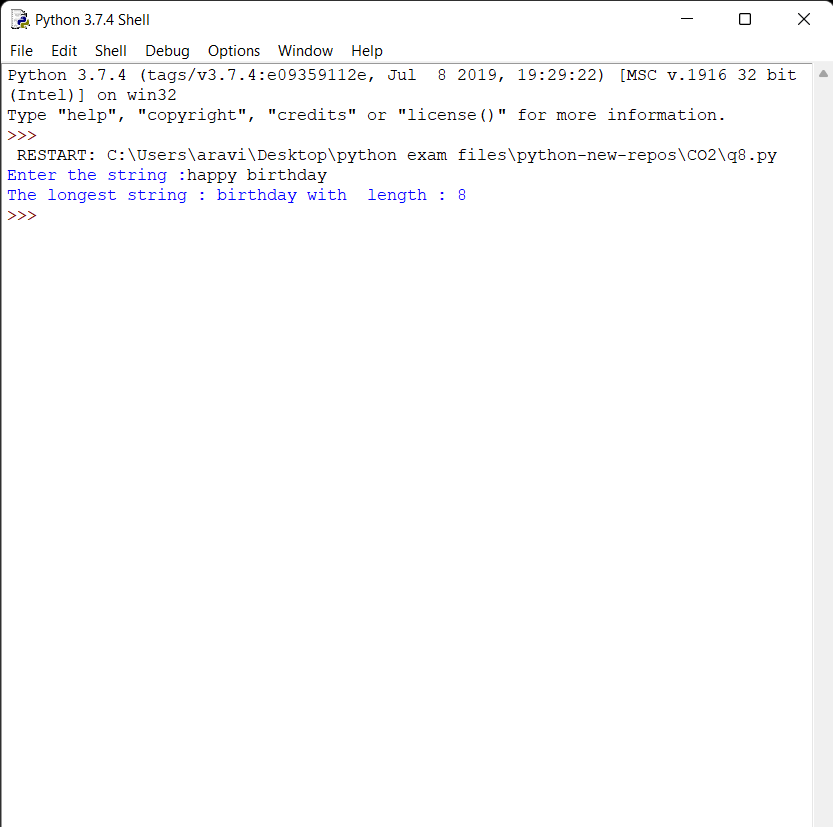 Python 3.7.4 Shell
File Edit Shell Debug Options Window Help
Python 3.7.4 (tags/v3.7.4:e09359112e, Jul  8 2019, 19:29:22) [MSC v.1916 32 bit
(Intel)] on win32
Type "help", "copyright", "credits" or "license()" for more information.
>>>
 RESTART: C:\Users\aravi\Desktop\python exam files\python-new-repos\CO2\q8.py
Enter the string :happy birthday
The longest string : birthday with  length : 8
>>>